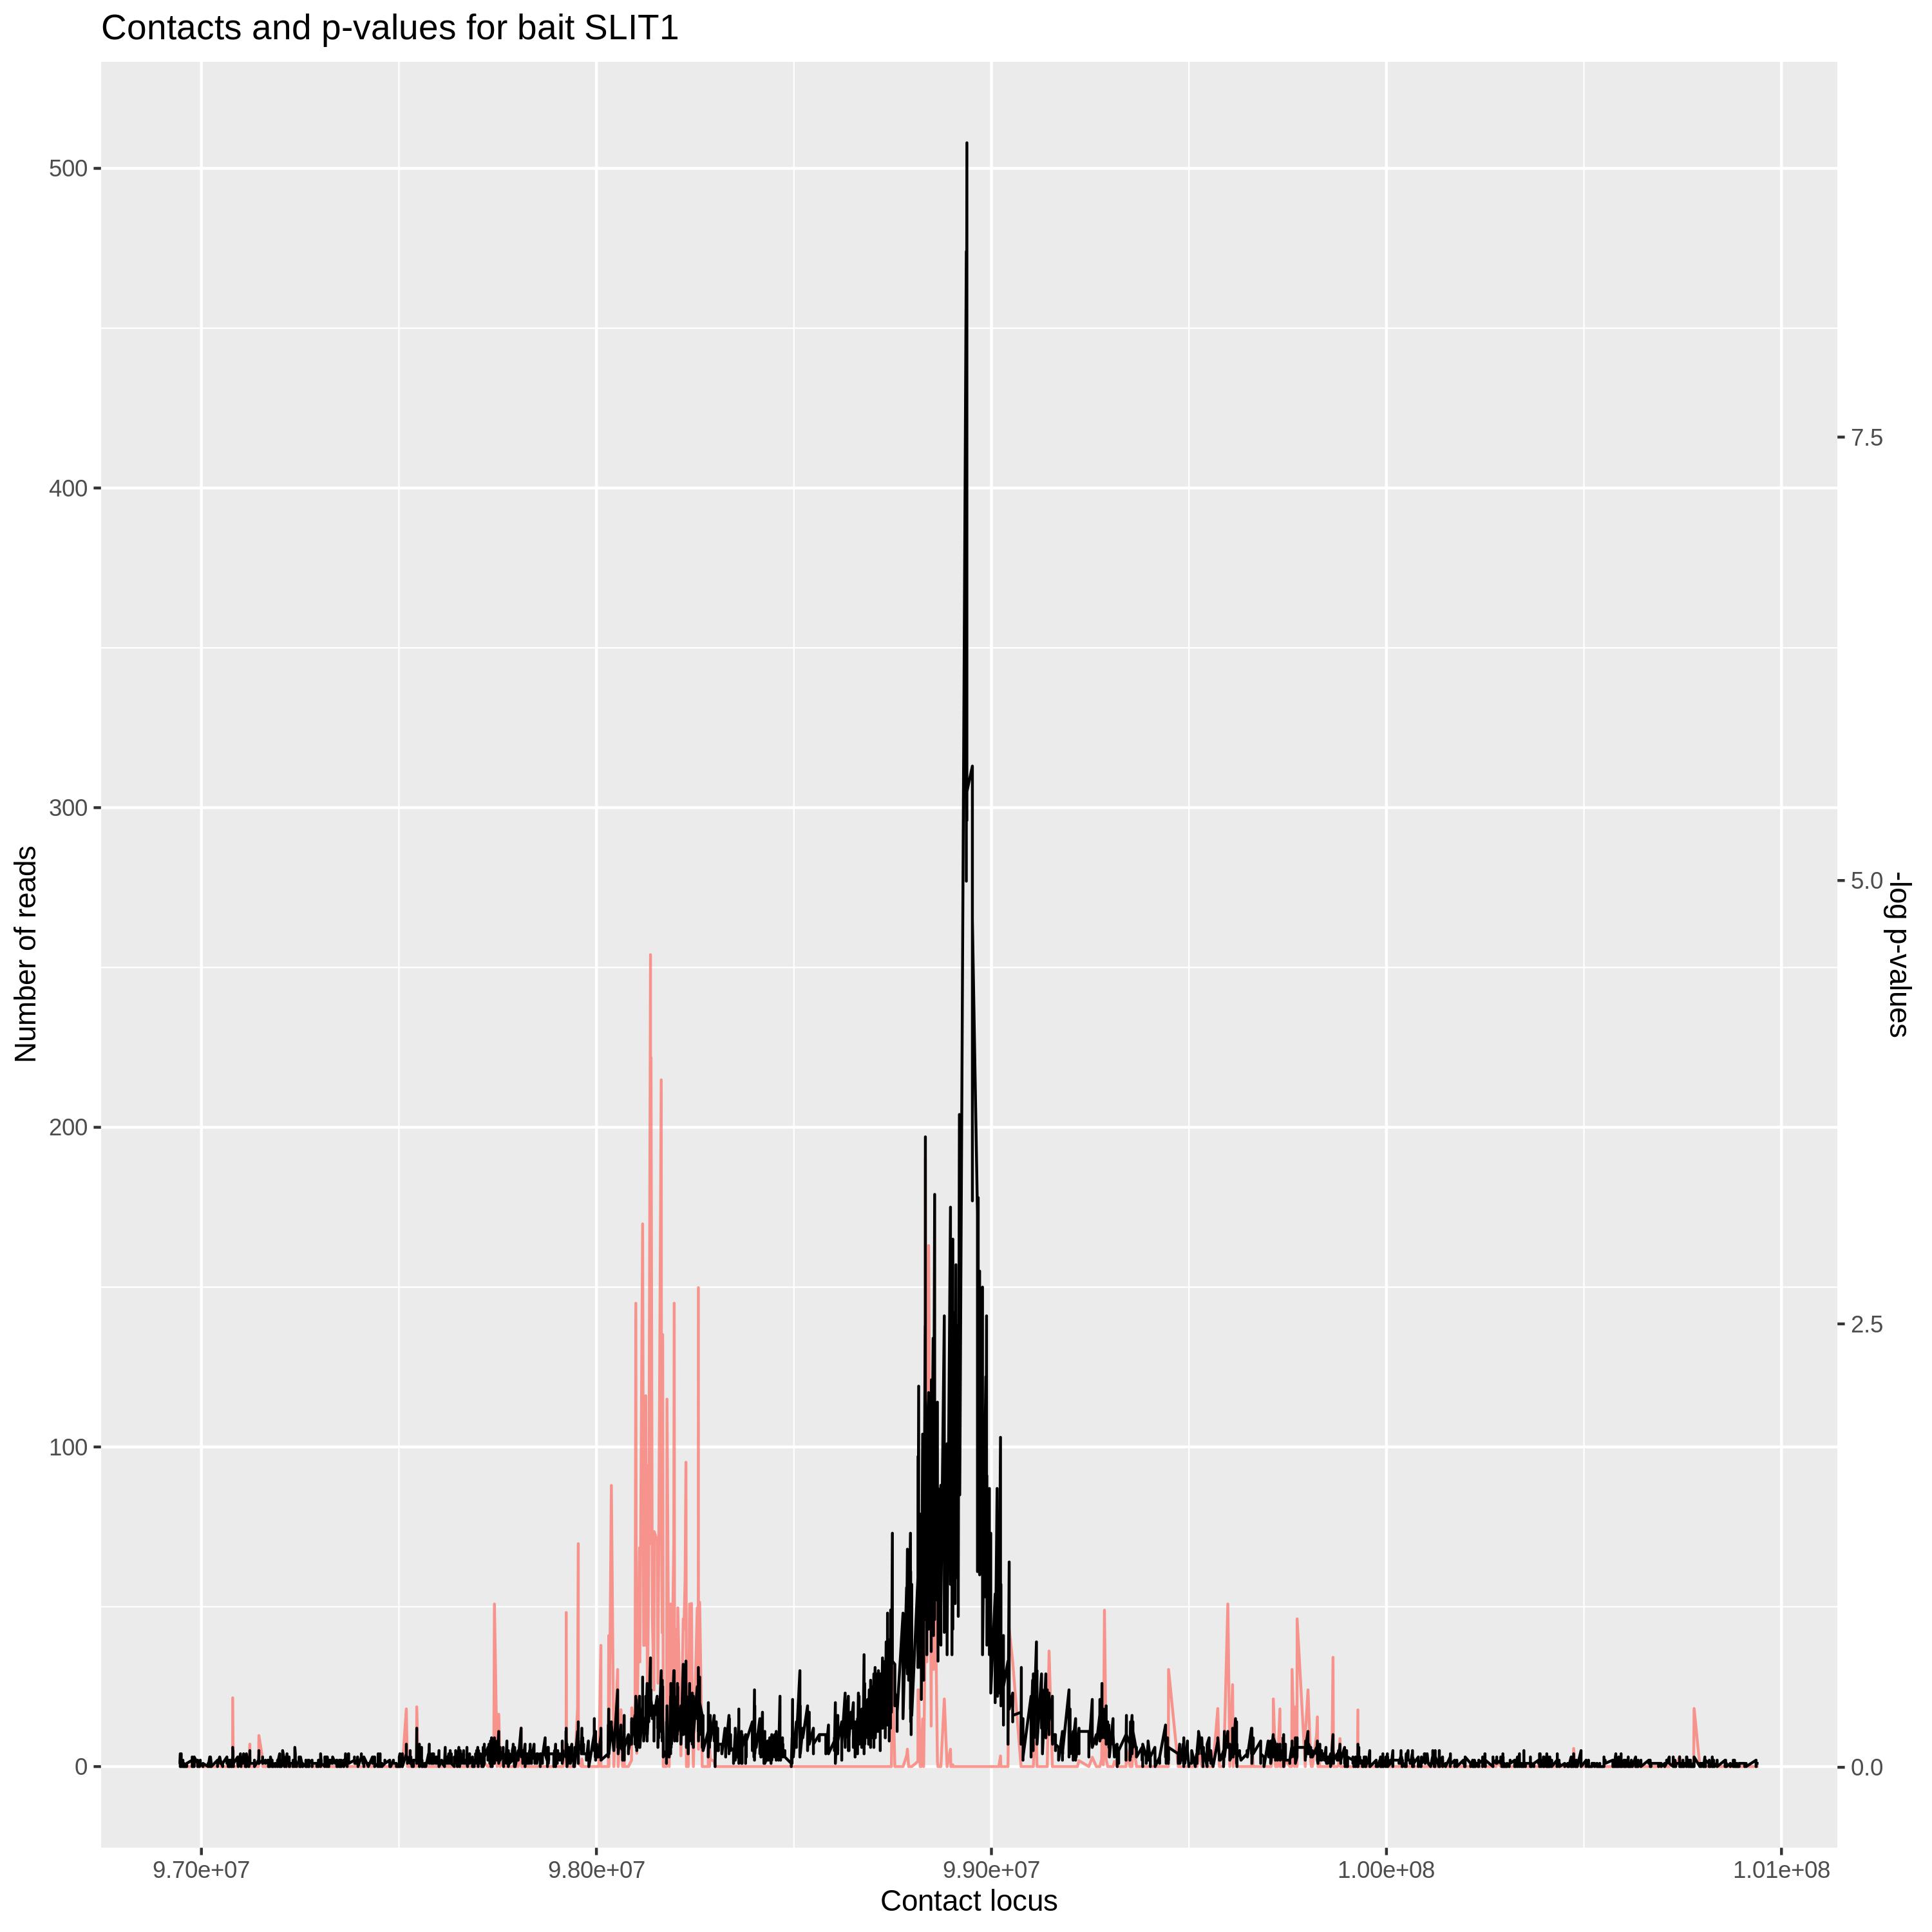 Contacts and p-values for bait SLIT1
500
400
300
200
100
0
Number of reads
7.5
5.0
2.5
0.0
-log p-values
9.70e+07 9.80e+07 9.90e+07 1.00e+08 1.01e+08
Contact locus